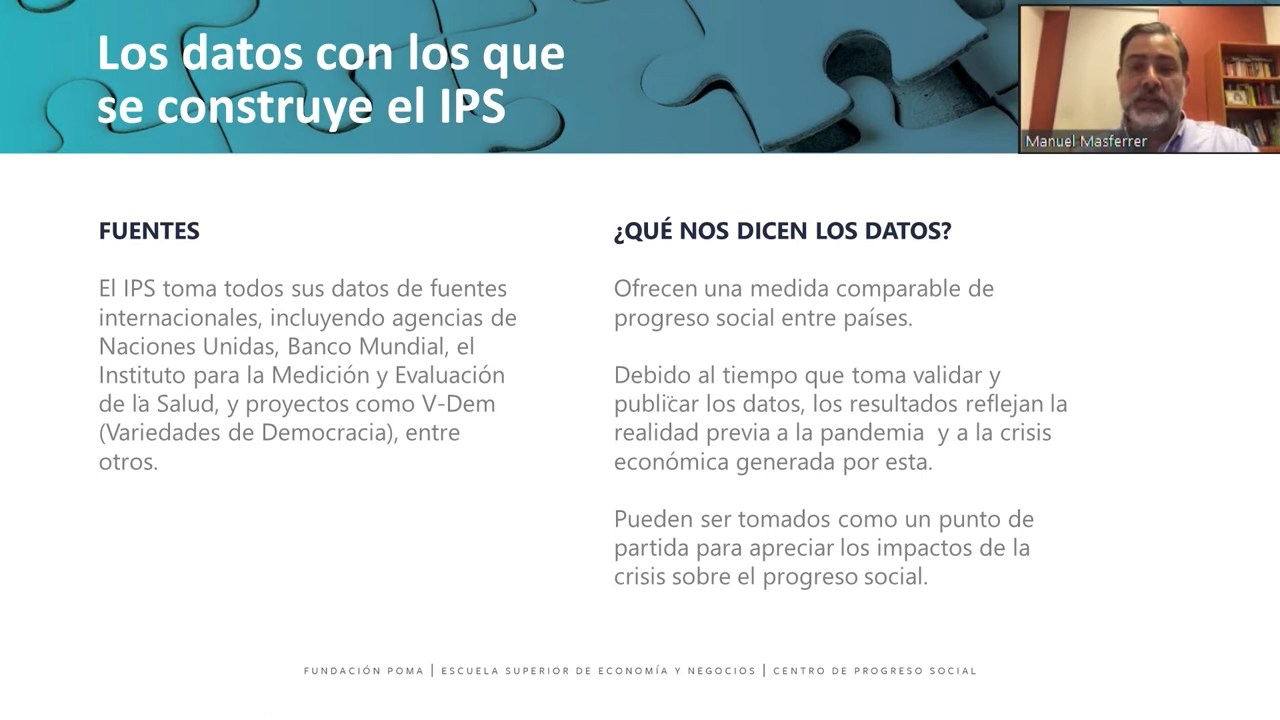 Los datos con los que
se construye el IPS
Manuel Masferrer
FUENTES
El IPS toma todos sus datos de fuentes
internacionales, incluyendo agencias de
Naciones Unidas, Banco Mundial, el
Instituto para la Medición y Evaluación
de la Salud, y proyectos como V-Dem
(Variedades de Democracia), entre
otros.
¿QUÉ NOS DICEN LOS DATOS?
Ofrecen una medida comparable de
progreso social entre países.
Debido al tiempo que toma validar y
publicar los datos, los resultados reflejan la
realidad previa a la pandemia y a la crisis
económica generada por esta.
Pueden ser tomados como un punto de
partida para apreciar los impactos de la
crisis sobre el progreso social.
FUNDACIÓN POMA | ESCUELA SUPERIOR DE ECONOMÍA Y NEGOCIOS | CENTRO DE PROGRESO SOCIAL